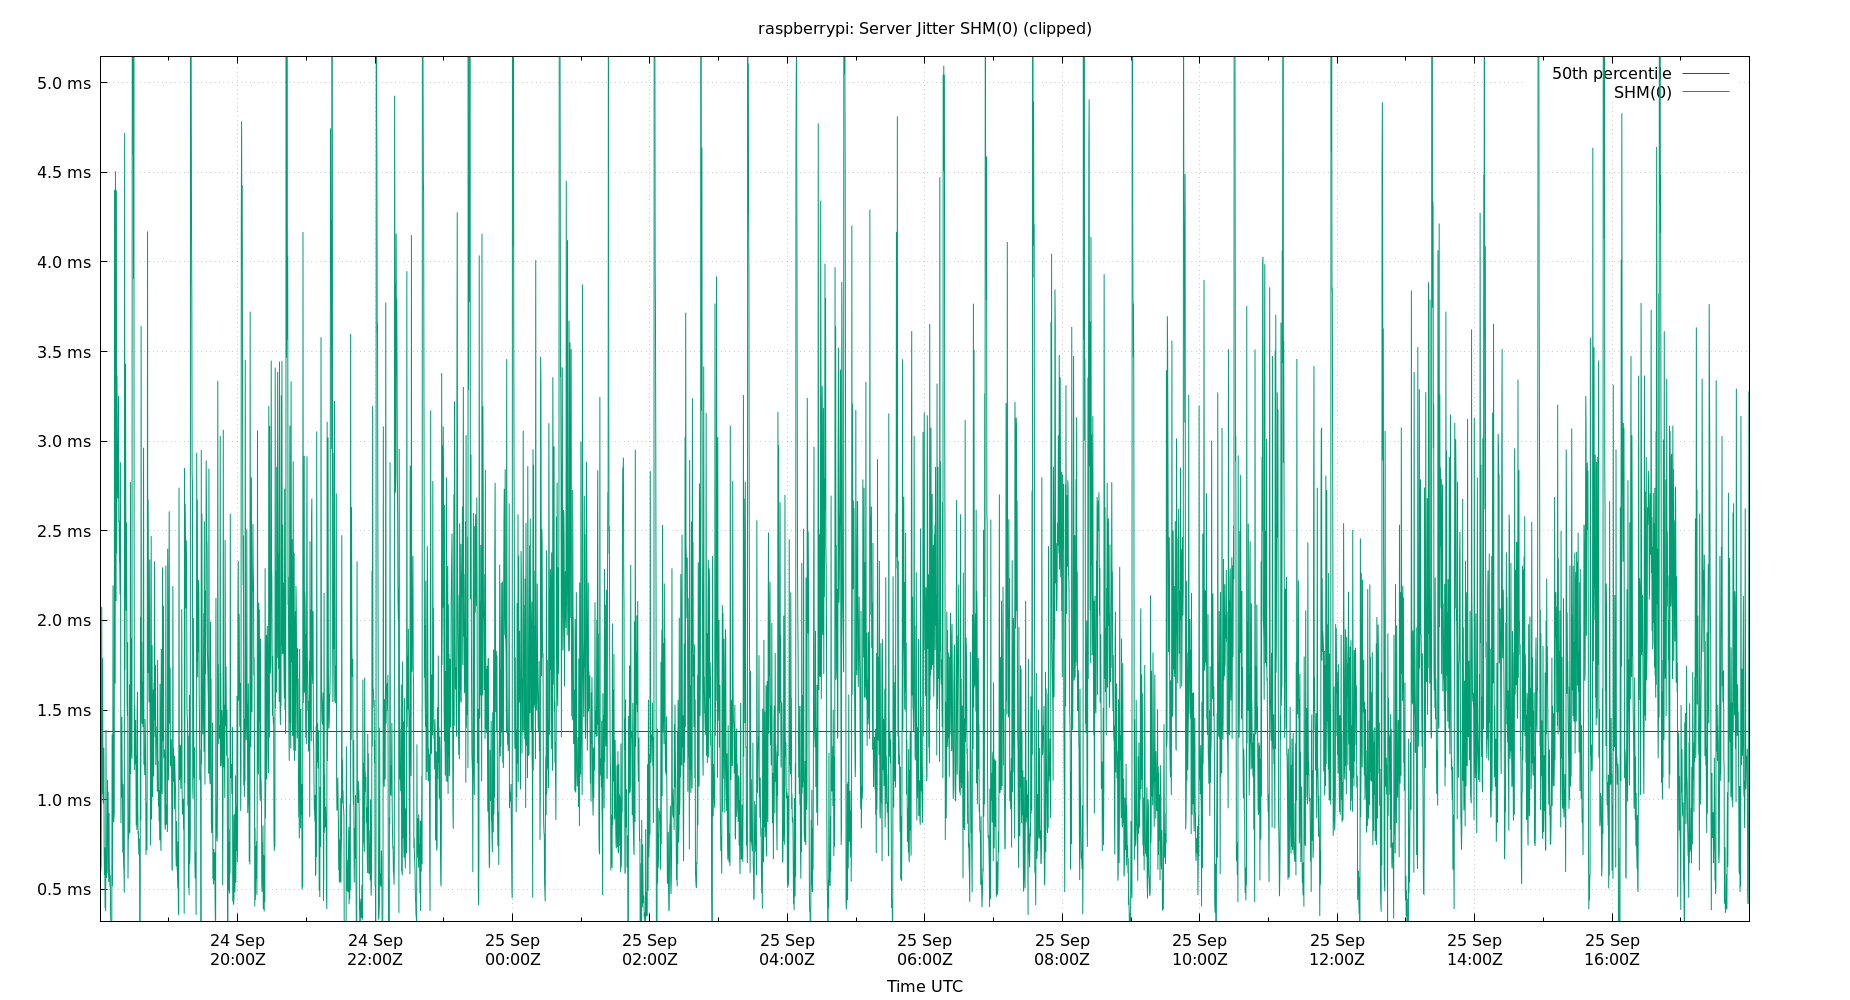 raspberrypi: Server Jitter SHM(0) (clipped)
50th percentile
SHM(0)
5.0 ms
4.5 ms
4.0 ms
3.5 ms
3.0 ms
2.5 ms
2.0 ms
1.5 ms
1.0 ms
0.5 ms
24 Sep 24 Sep 25 Sep 25 Sep 25 Sep 25 Sep 25 Sep 25 Sep 25 Sep 25 Sep 25 Sep
20:00Z 22:00Z 00:00Z 02:00Z 04:00Z 06:00Z 08:00Z 10:00Z 12:00Z 14:00Z 16:00Z
Time UTC